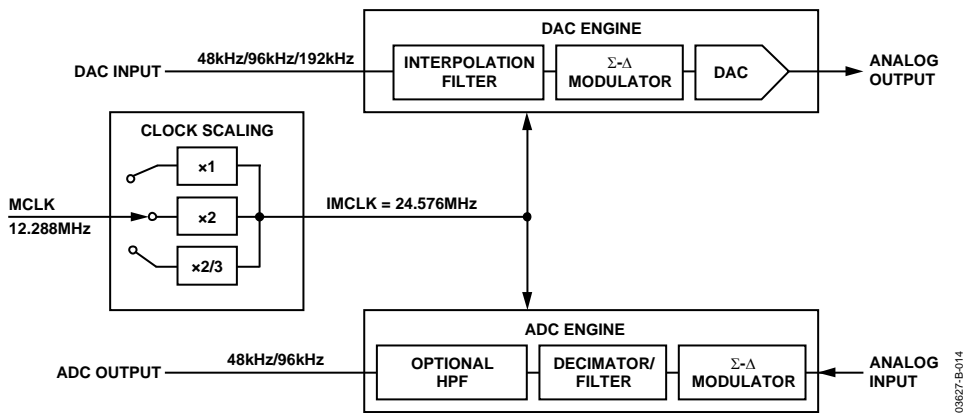 DAC ENGINE
48kHz/96kHz/192kHz
DAC INPUT
INTERPOLATION
FILTER
Σ-Δ
MODULATOR
DAC
ANALOG
OUTPUT
CLOCK SCALING
×1
MCLK
12.288MHz
×2
IMCLK = 24.576MHz
×2/3
ADC ENGINE
48kHz/96kHz
ADC OUTPUT
OPTIONAL
HPF
DECIMATOR/
FILTER
Σ-Δ
MODULATOR
ANALOG
INPUT
03627-B-014